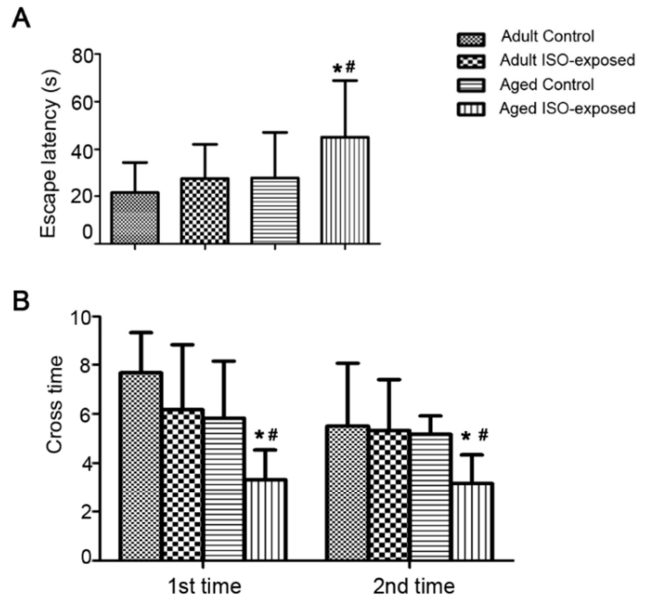 A
Escape latency (s)
80
60
40
20
0
*#
Adult Control
Adult ISO-exposed
Aged Control
Aged ISO-exposed
B
Cross time
10
8
6
4
2
0
*#
* #
1st time
2nd time